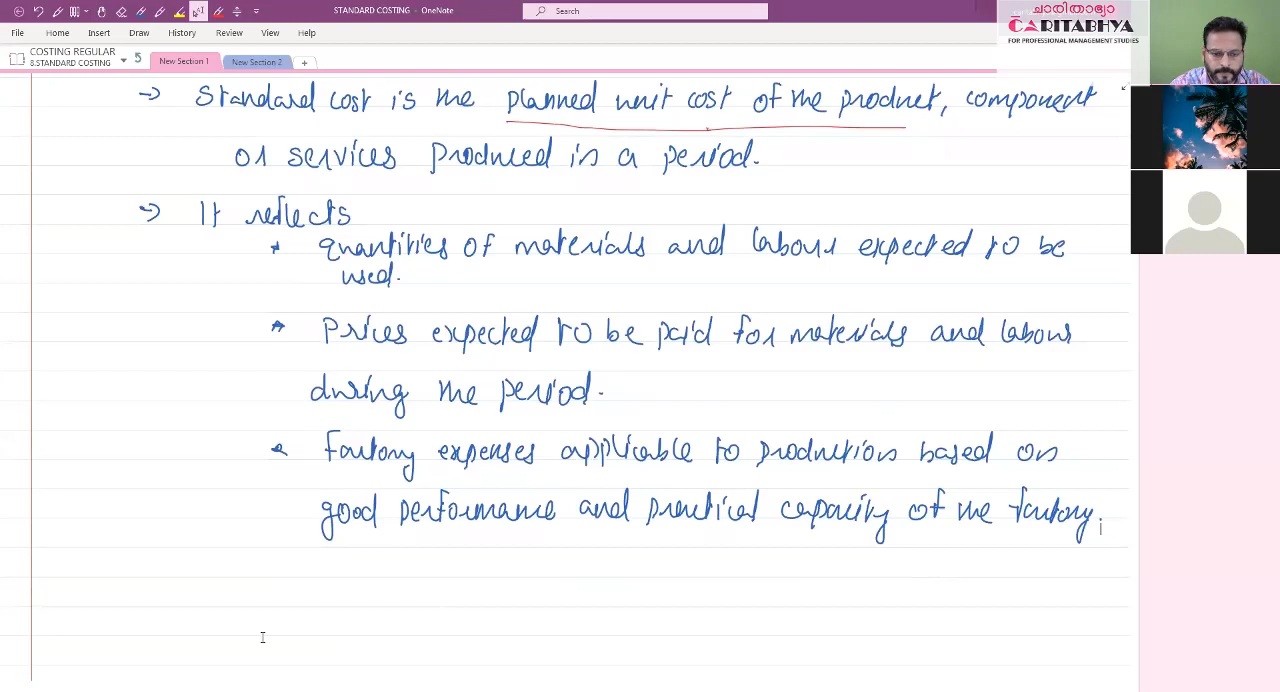 STANDARD COSTING - OneNote
Search
File Home Insert Draw History Review View Help
COSTING REGULAR
8.STANDARD COSTING
New Section 1
New Section 2
ചാരിതാഭ്യാ
CARITABHYA
FOR PROFESSIONAL MANAGEMENT STUDIES
→ Standard cost is the planned unit cost of the product, component
or services produced in a period.
→ It reflects
* quantities of materials and labour expected to be
used.
* Prices expected to be paid for materials and labour
during the period.
* Factory expenses applicable to production based on
good performance and practical capacity of the factory.